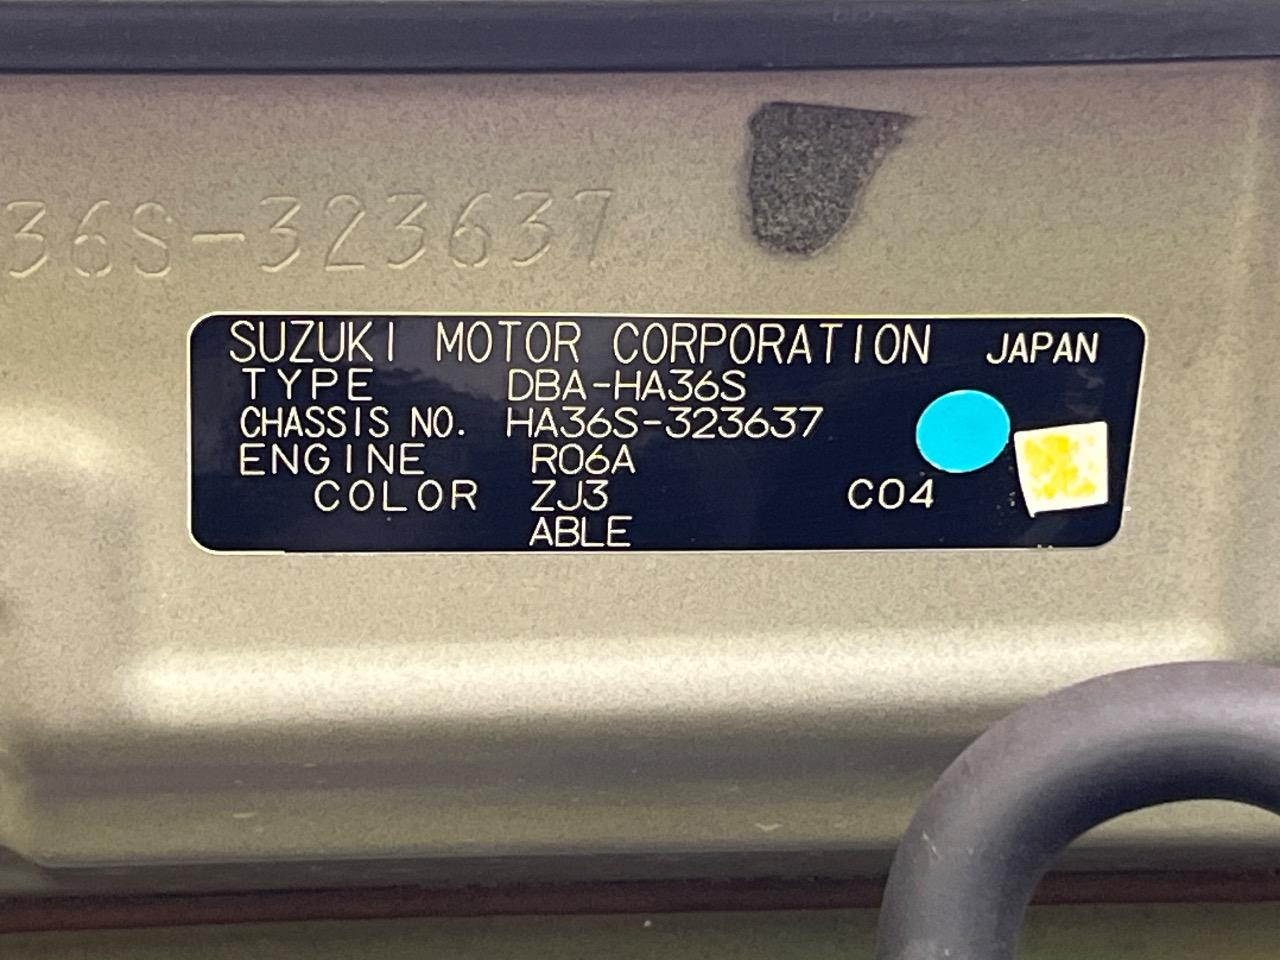 36S-323637
SUZUKI MOTOR CORPORATION JAPAN
TYPE DBA-HA36S
CHASSIS NO. HA36S-323637
ENGINE R06A
COLOR ZJ3 C04
ABLE